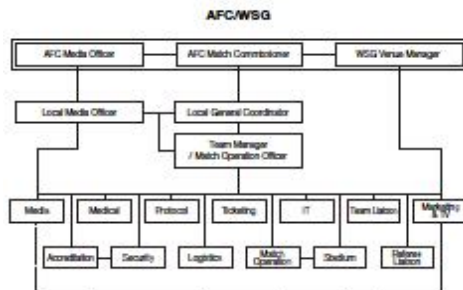 AFC/WSG
AFC Media Officer
AFC Match Commissioner
WSG Venue Manager
Local Media Officer
Local General Coordinator
Team Manager
/ Match Operation Officer
Media
Medical
Protocol
Ticketing
IT
Team Liaison
Marketing
& TV
Accreditation
Security
Logistics
Match
Operation
Stadium
Referee
Liaison